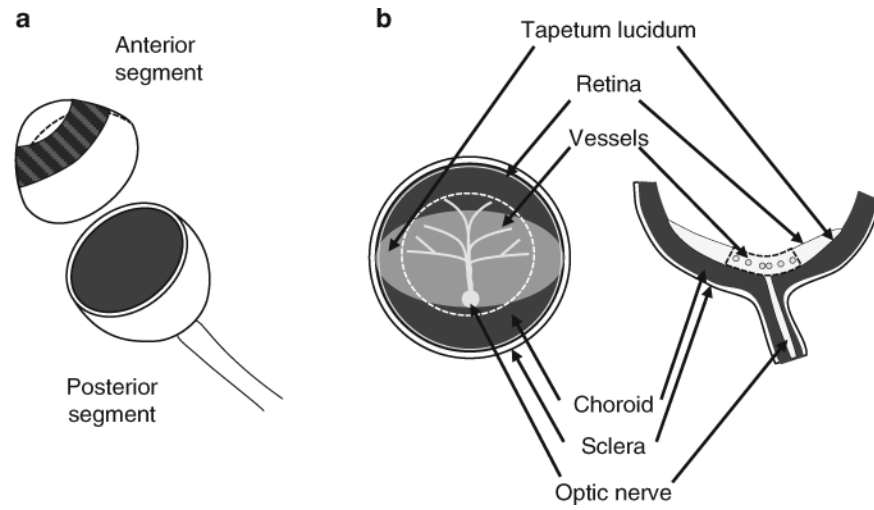 a
Anterior
segment
Posterior
segment
b
Tapetum lucidum
Retina
Vessels
Choroid
Sclera
Optic nerve